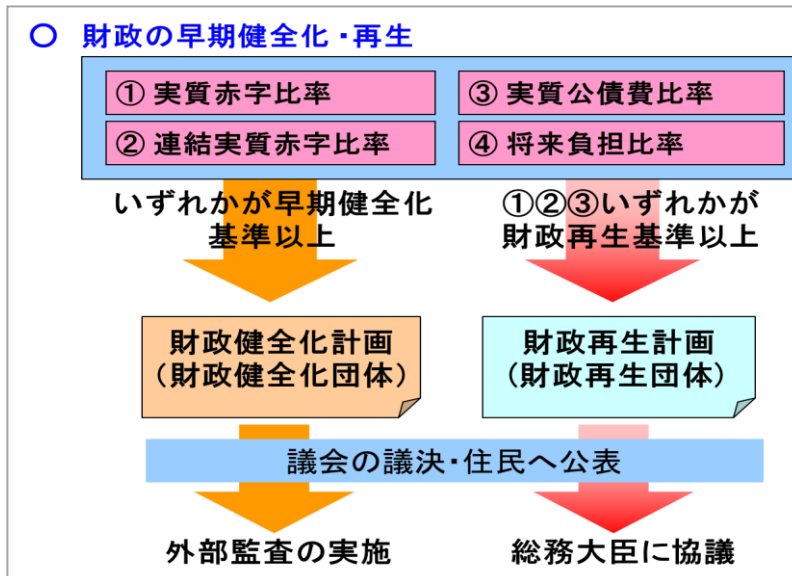 ○ 財政の早期健全化・再生
① 実質赤字比率
③ 実質公債費比率
② 連結実質赤字比率
④ 将来負担比率
いずれかが早期健全化
基準以上
①②③いずれかが
財政再生基準以上
財政健全化計画
(財政健全化団体)
財政再生計画
(財政再生団体)
議会の議決・住民へ公表
外部監査の実施
総務大臣に協議